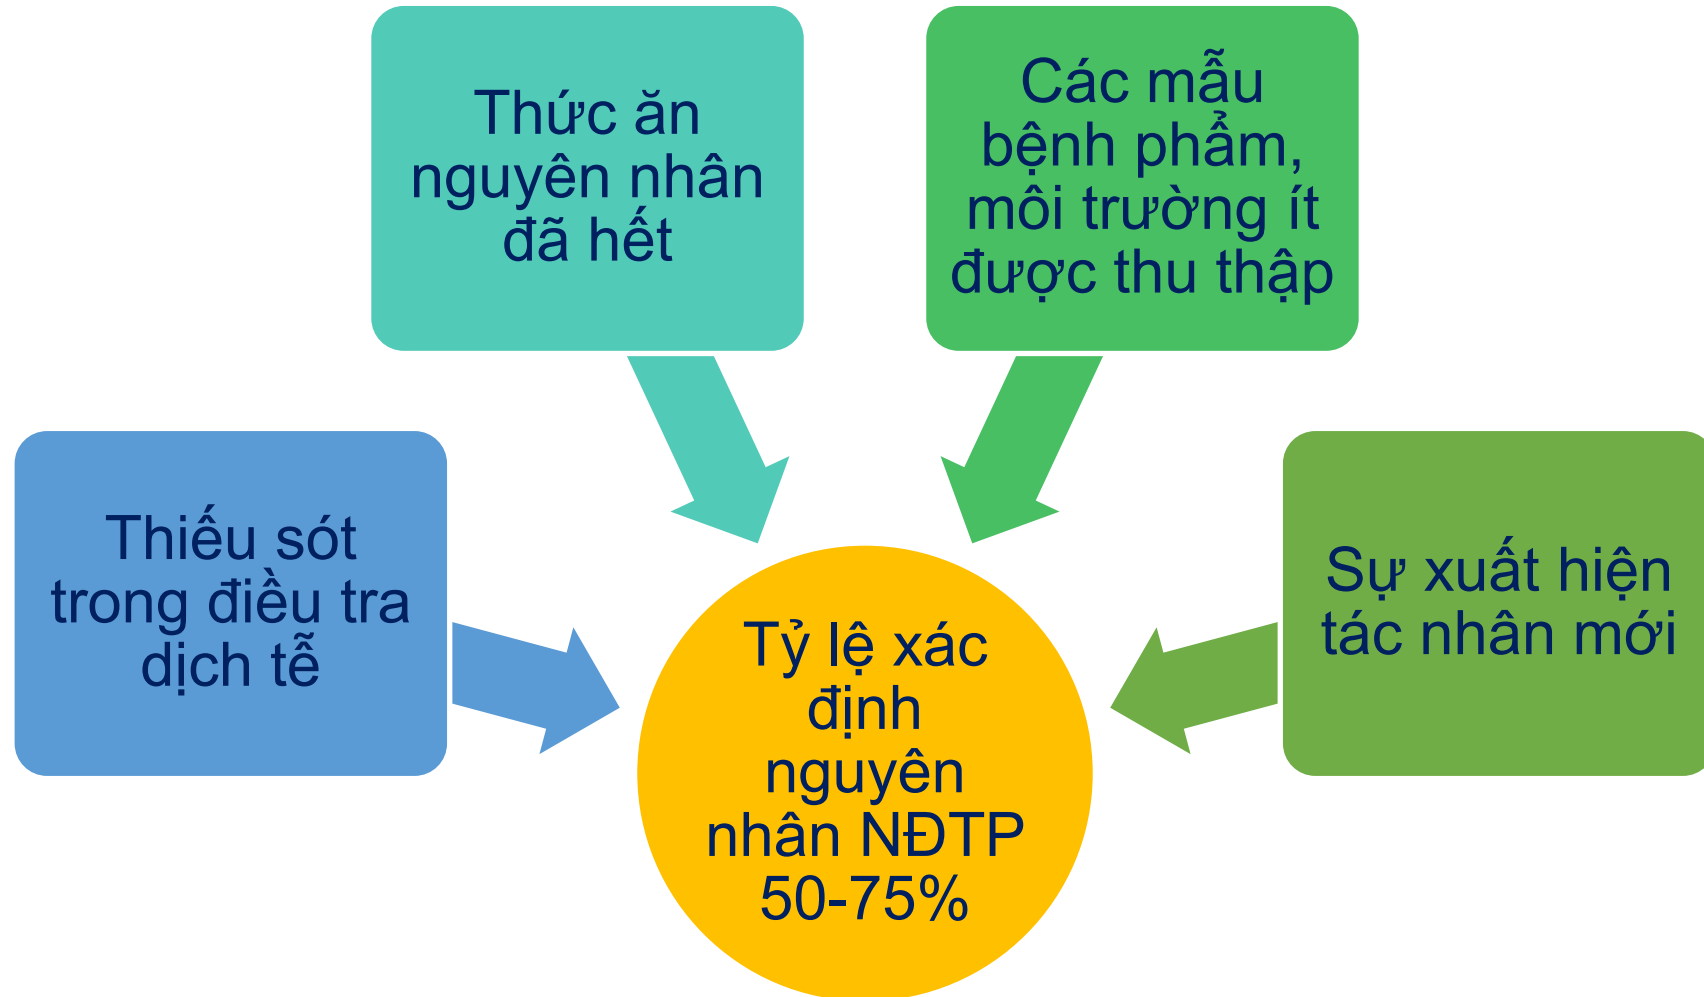 Thức ăn
nguyên nhân
đã hết
Các mẫu
bệnh phẩm,
môi trường ít
được thu thập
Thiếu sót
trong điều tra
dịch tễ
Sự xuất hiện
tác nhân mới
Tỷ lệ xác
định
nguyên
nhân NĐTP
50-75%